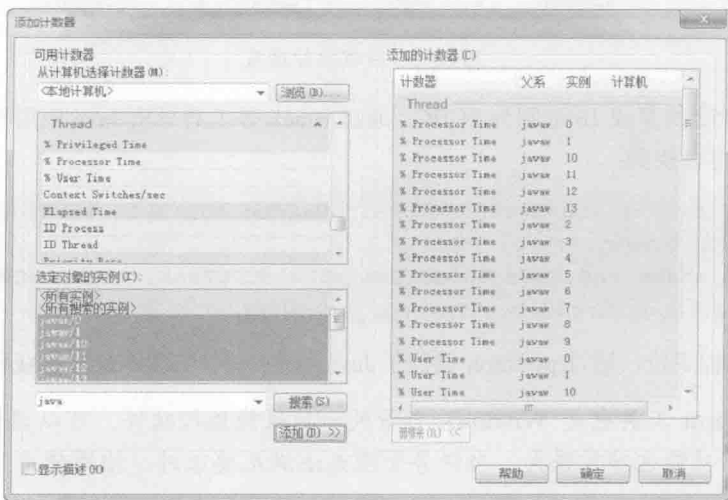 添加计数器
可用计数器
从计算机选择计数器(M):
<本地计算机>
浏览(B)...
Thread
% Privileged Time
% Processor Time
% User Time
Context Switches/sec
Elapsed Time
ID Process
ID Thread
Priority Base
选定对象的实例(I):
<所有实例>
<所有搜索的实例>
javaw/0
javaw/1
javaw/10
javaw/11
javaw/12
javaw/13
java
搜索(S)
添加(D) >>
显示描述
添加的计数器(C)
计数器 父系 实例 计算机
Thread
% Processor Time javaw 0
% Processor Time javaw 1
% Processor Time javaw 10
% Processor Time javaw 11
% Processor Time javaw 12
% Processor Time javaw 13
% Processor Time javaw 2
% Processor Time javaw 3
% Processor Time javaw 4
% Processor Time javaw 5
% Processor Time javaw 6
% Processor Time javaw 7
% Processor Time javaw 8
% Processor Time javaw 9
% User Time javaw 0
% User Time javaw 1
% User Time javaw 10
删除(R) <<
帮助
确定
取消